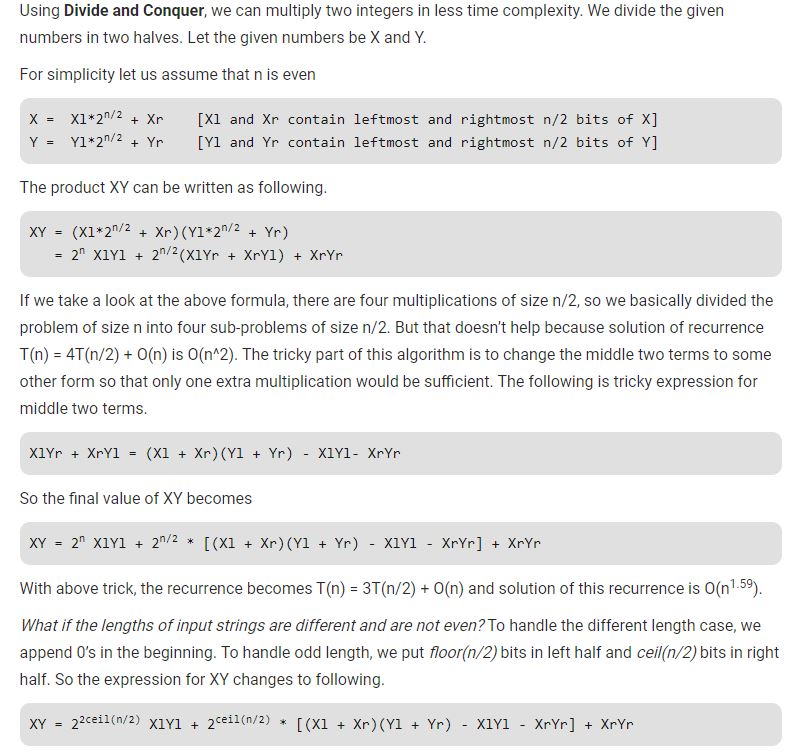 Using Divide and Conquer, we can multiply two integers in less time complexity. We divide the given
numbers in two halves. Let the given numbers be X and Y.
For simplicity let us assume that n is even
X =  Xl*2^{n/2} + Xr    [Xl and Xr contain leftmost and rightmost n/2 bits of X]
Y =  Yl*2^{n/2} + Yr    [Yl and Yr contain leftmost and rightmost n/2 bits of Y]
The product XY can be written as following.
XY = (Xl*2^{n/2} + Xr)(Yl*2^{n/2} + Yr)
   = 2^{n} XlYl + 2^{n/2}(XlYr + XrYl) + XrYr
If we take a look at the above formula, there are four multiplications of size n/2, so we basically divided the
problem of size n into four sub-problems of size n/2. But that doesn't help because solution of recurrence
T(n) = 4T(n/2) + O(n) is O(n^2). The tricky part of this algorithm is to change the middle two terms to some
other form so that only one extra multiplication would be sufficient. The following is tricky expression for
middle two terms.
XlYr + XrYl = (Xl + Xr)(Yl + Yr) - XlYl- XrYr
So the final value of XY becomes
XY = 2^{n} XlYl + 2^{n/2} * [(Xl + Xr)(Yl + Yr) - XlYl - XrYr] + XrYr
With above trick, the recurrence becomes T(n) = 3T(n/2) + O(n) and solution of this recurrence is O(n^{1.59}).
What if the lengths of input strings are different and are not even? To handle the different length case, we
append 0's in the beginning. To handle odd length, we put floor(n/2) bits in left half and ceil(n/2) bits in right
half. So the expression for XY changes to following.
XY = 2^{2ceil(n/2)} XlYl + 2^{ceil(n/2)} * [(Xl + Xr)(Yl + Yr) - XlYl - XrYr] + XrYr